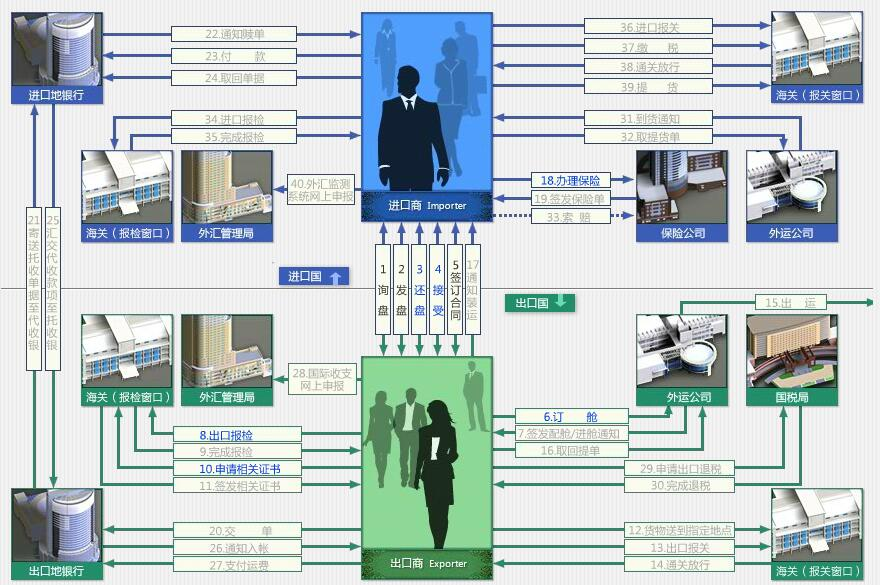 22.通知赎单
23.付 款
24.取回单据
进口地银行
36.进口报关
37.缴 税
38.通关放行
39.提 货
海关（报关窗口）
34.进口报检
35.完成报检
31.到货通知
32.取提货单
40.外汇监测
系统网上申报
18.办理保险
19.签发保险单
33.索 赔
海关（报检窗口）
外汇管理局
进口商 Importer
保险公司
外运公司
21寄送托收单据至代收银
25汇交代收款项至托收银
进口国
1询盘
2发盘
3还盘
4接受
5签订合同
17通知装运
出口国
15.出 运
28.国际收支
网上申报
海关（报检窗口）
外汇管理局
外运公司
国税局
8.出口报检
9.完成报检
10.申请相关证书
11.签发相关证书
6.订 舱
7.签发配舱/进舱通知
16.取回提单
29.申请出口退税
30.完成退税
20.交 单
26.通知入帐
27.支付运费
出口地银行
出口商 Exporter
12.货物送到指定地点
13.出口报关
14.通关放行
海关（报关窗口）